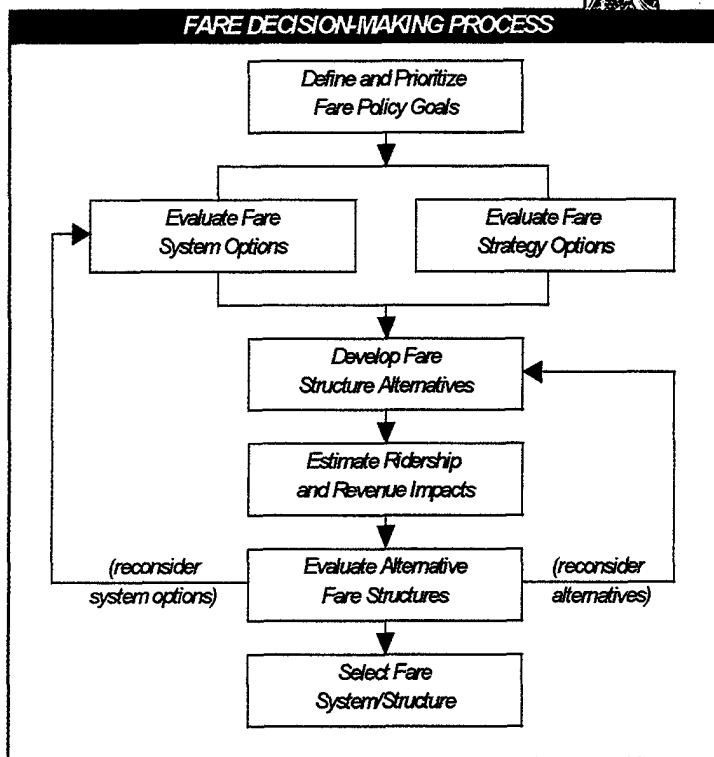 FARE DECISION-MAKING PROCESS
Define and Prioritize
Fare Policy Goals
Evaluate Fare
System Options
Evaluate Fare
Strategy Options
Develop Fare
Structure Alternatives
Estimate Ridership
and Revenue Impacts
(reconsider
system options)
Evaluate Alternative
Fare Structures
(reconsider
alternatives)
Select Fare
System/Structure